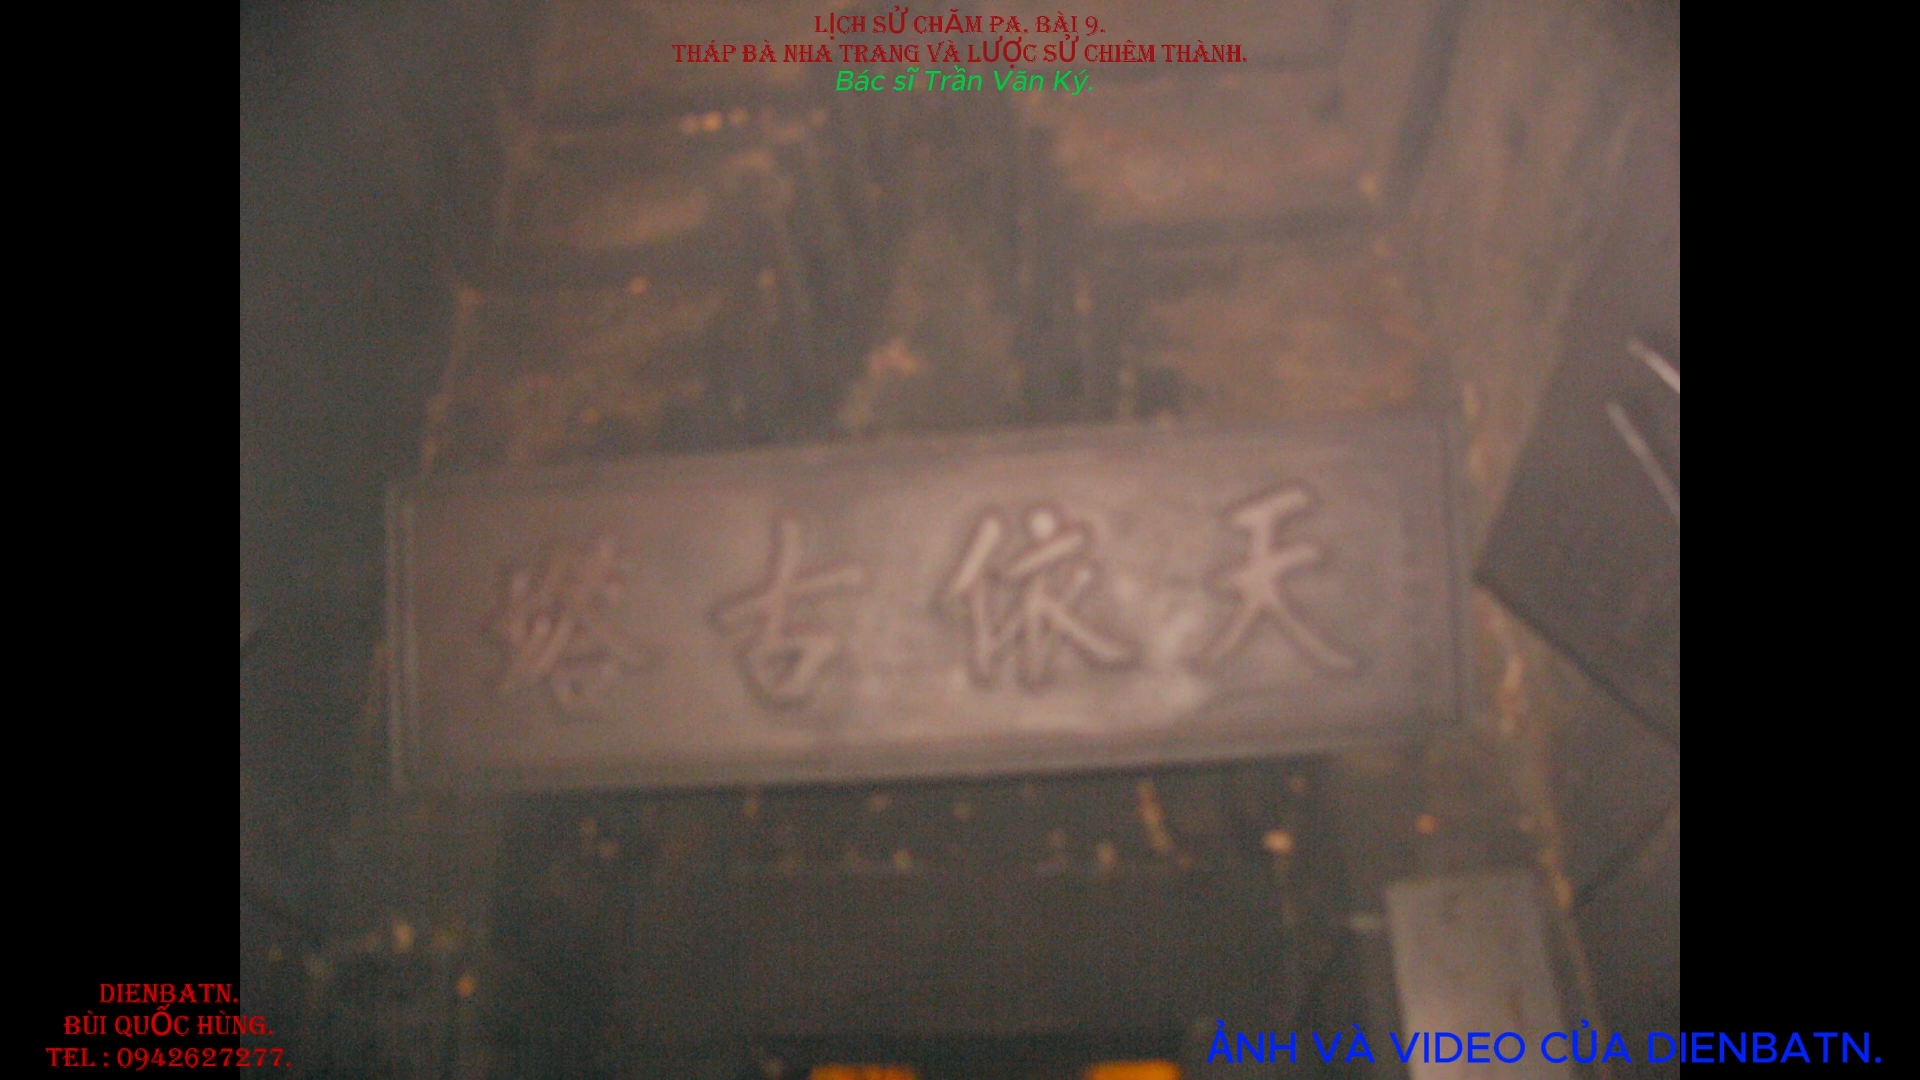 LỊCH SỬ CHĂM PA. BÀI 9.
THÁP BÀ NHA TRANG VÀ LƯỢC SỬ CHIÊM THÀNH.
Bác sĩ Trần Văn Ký.
天依古塔
DIENBATN.
BÙI QUỐC HÙNG.
TEL : 0942627277.
ẢNH VÀ VIDEO CỦA DIENBATN.